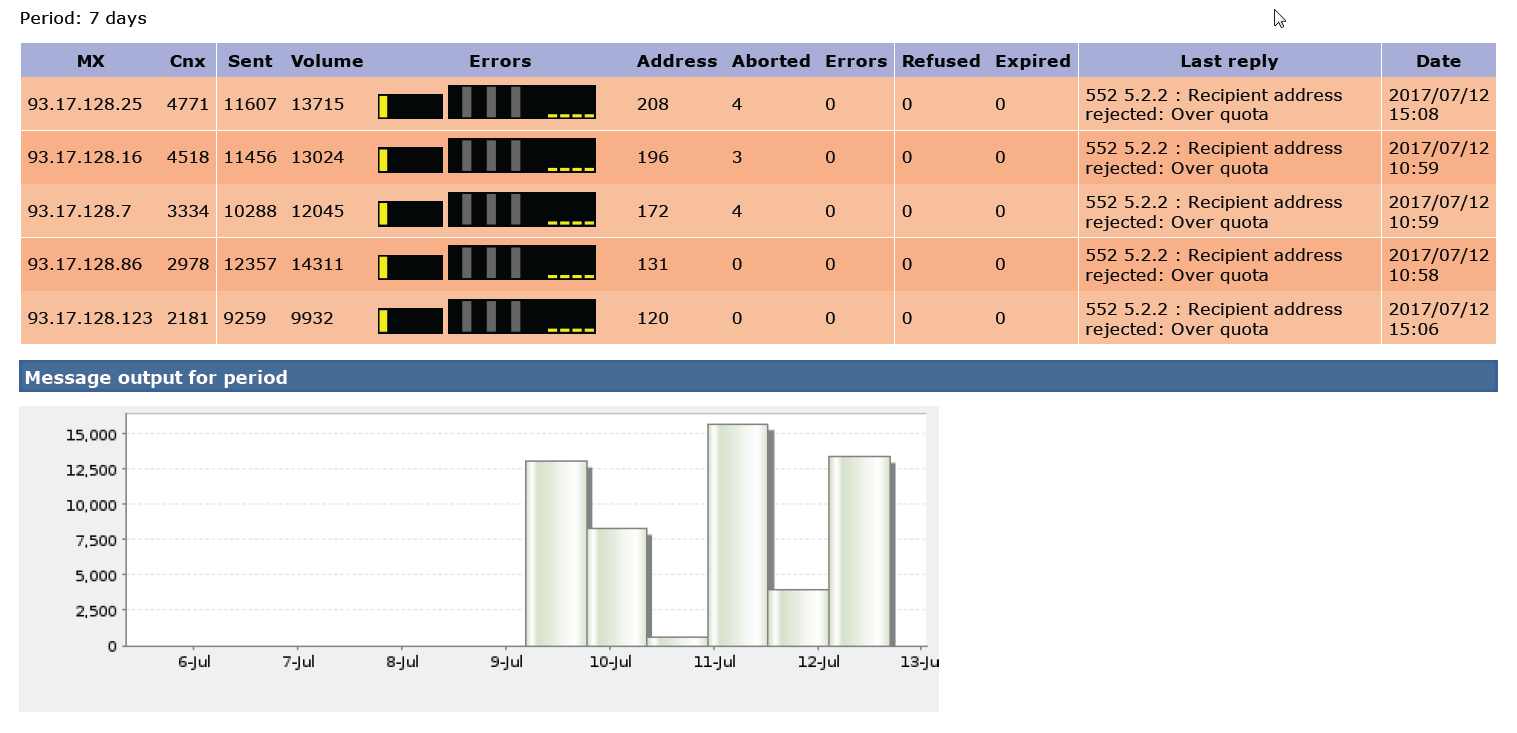 Period: 7 days
MX Cnx Sent Volume Errors Address Aborted Errors Refused Expired Last reply Date
93.17.128.25 4771 11607 13715 208 4 0 0 0 552 5.2.2 : Recipient address 2017/07/12
rejected: Over quota 15:08
93.17.128.16 4518 11456 13024 196 3 0 0 0 552 5.2.2 : Recipient address 2017/07/12
rejected: Over quota 10:59
93.17.128.7 3334 10288 12045 172 4 0 0 0 552 5.2.2 : Recipient address 2017/07/12
rejected: Over quota 10:59
93.17.128.86 2978 12357 14311 131 0 0 0 0 552 5.2.2 : Recipient address 2017/07/12
rejected: Over quota 10:58
93.17.128.123 2181 9259 9932 120 0 0 0 0 552 5.2.2 : Recipient address 2017/07/12
rejected: Over quota 15:06
Message output for period
15,000
12,500
10,000
7,500
5,000
2,500
0
6-Jul 7-Jul 8-Jul 9-Jul 10-Jul 11-Jul 12-Jul 13-Ju